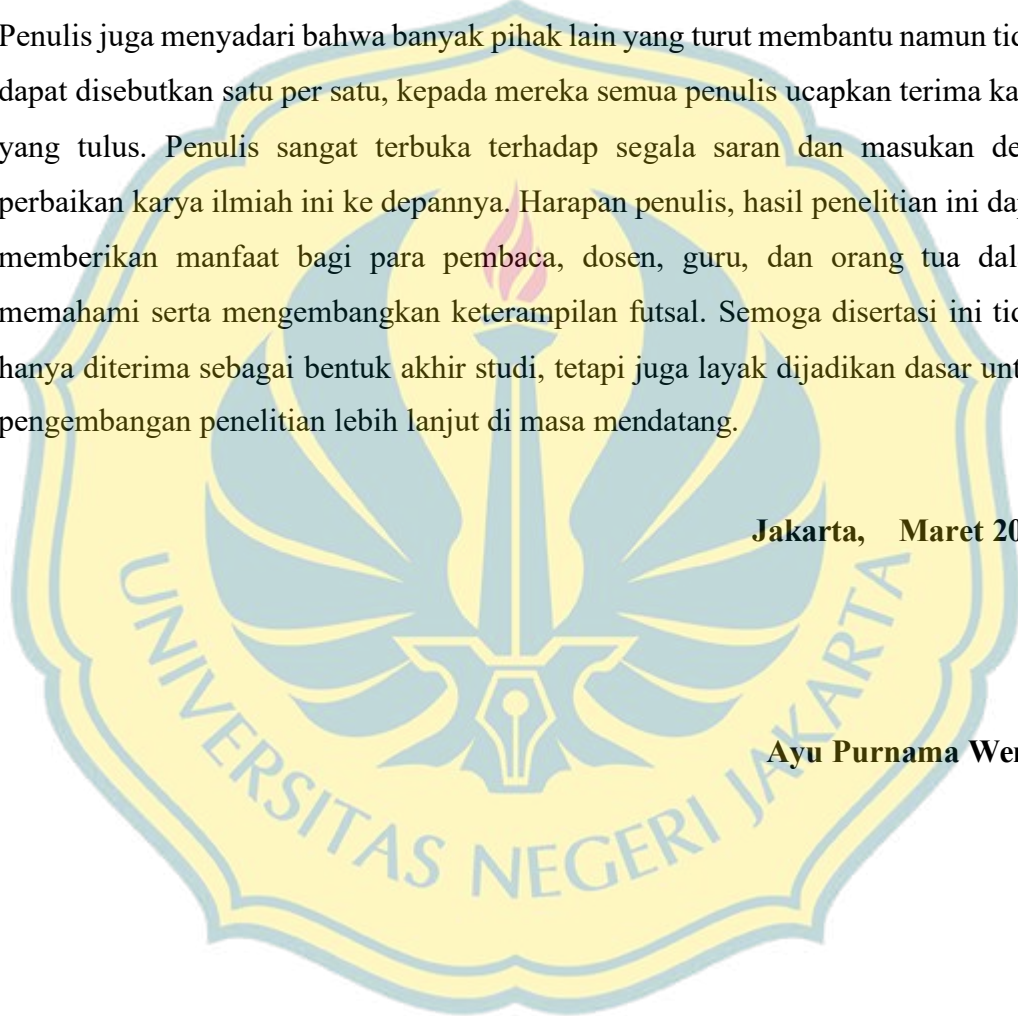 Penulis juga menyadari bahwa banyak pihak lain yang turut membantu namun tid
dapat disebutkan satu per satu, kepada mereka semua penulis ucapkan terima ka
yang tulus. Penulis sangat terbuka terhadap segala saran dan masukan de
perbaikan karya ilmiah ini ke depannya. Harapan penulis, hasil penelitian ini da
memberikan manfaat bagi para pembaca, dosen, guru, dan orang tua dal
memahami serta mengembangkan keterampilan futsal. Semoga disertasi ini tid
hanya diterima sebagai bentuk akhir studi, tetapi juga layak dijadikan dasar unt
pengembangan penelitian lebih lanjut di masa mendatang.
Jakarta, Maret 20
Ayu Purnama Wer
UNIVERSITAS NEGERI JAKARTA